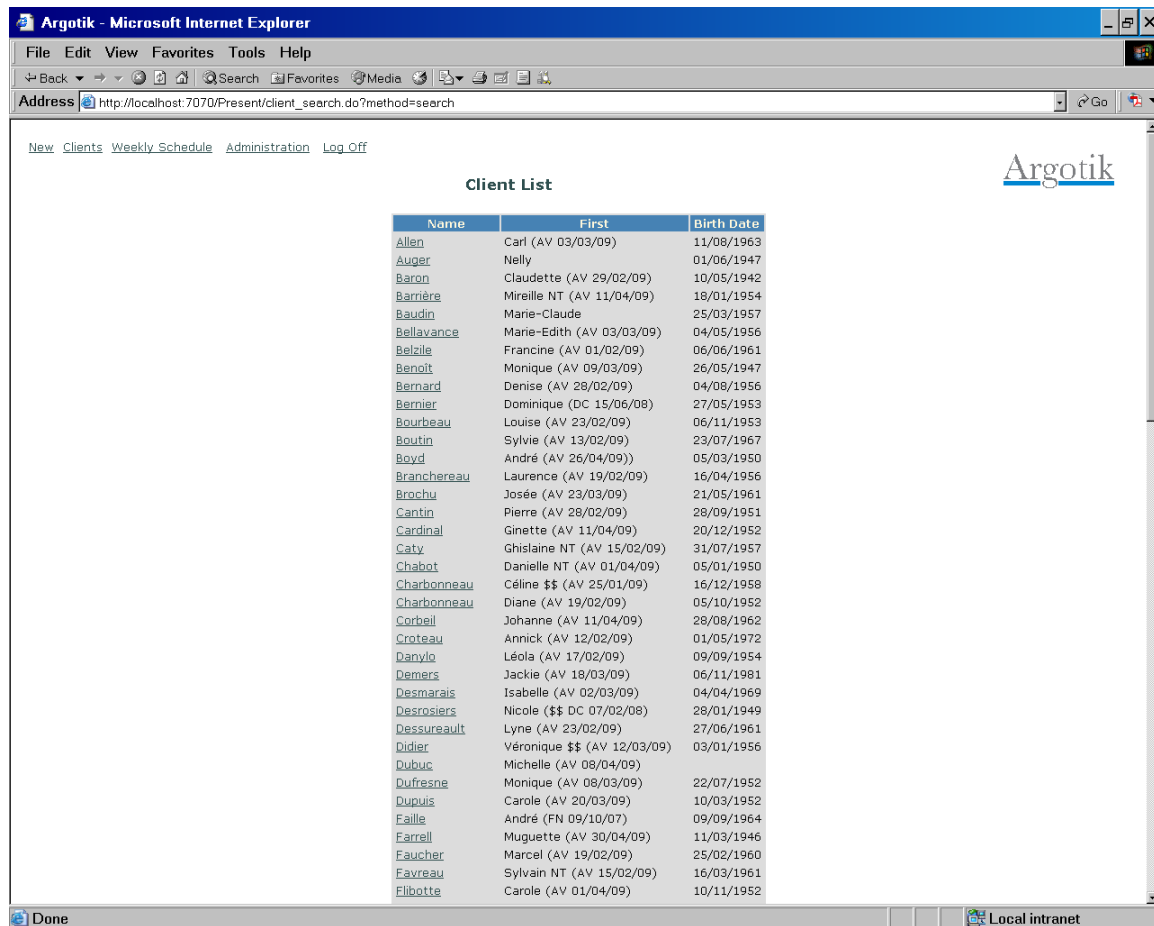 Argotik - Microsoft Internet Explorer
File Edit View Favorites Tools Help
Back Search Favorites Media
Address http://localhost:7070/Present/client_search.do?method=search Go
New Clients Weekly Schedule Administration Log Off
Argotik
Client List
Name First Birth Date
Allen Carl (AV 03/03/09) 11/08/1963
Auger Nelly 01/06/1947
Baron Claudette (AV 29/02/09) 10/05/1942
Barrière Mireille NT (AV 11/04/09) 18/01/1954
Baudin Marie-Claude 25/03/1957
Bellavance Marie-Edith (AV 03/03/09) 04/05/1956
Belzile Francine (AV 01/02/09) 06/06/1961
Benoît Monique (AV 09/03/09) 26/05/1947
Bernard Denise (AV 28/02/09) 04/08/1956
Bernier Dominique (DC 15/06/08) 27/05/1953
Bourbeau Louise (AV 23/02/09) 06/11/1953
Boutin Sylvie (AV 13/02/09) 23/07/1967
Boyd André (AV 26/04/09)) 05/03/1950
Branchereau Laurence (AV 19/02/09) 16/04/1956
Brochu Josée (AV 23/03/09) 21/05/1961
Cantin Pierre (AV 28/02/09) 28/09/1951
Cardinal Ginette (AV 11/04/09) 20/12/1952
Caty Ghislaine NT (AV 15/02/09) 31/07/1957
Chabot Danielle NT (AV 01/04/09) 05/01/1950
Charbonneau Céline $$ (AV 25/01/09) 16/12/1958
Charbonneau Diane (AV 19/02/09) 05/10/1952
Corbeil Johanne (AV 11/04/09) 28/08/1962
Croteau Annick (AV 12/02/09) 01/05/1972
Danylo Léola (AV 17/02/09) 09/09/1954
Demers Jackie (AV 18/03/09) 06/11/1981
Desmarais Isabelle (AV 02/03/09) 04/04/1969
Desrosiers Nicole ($$ DC 07/02/08) 28/01/1949
Dessureault Lyne (AV 23/02/09) 27/06/1961
Didier Véronique $$ (AV 12/03/09) 03/01/1956
Dubuc Michelle (AV 08/04/09)
Dufresne Monique (AV 08/03/09) 22/07/1952
Dupuis Carole (AV 20/03/09) 10/03/1952
Faille André (FN 09/10/07) 09/09/1964
Farrell Muguette (AV 30/04/09) 11/03/1946
Faucher Marcel (AV 19/02/09) 25/02/1960
Favreau Sylvain NT (AV 15/02/09) 16/03/1961
Flibotte Carole (AV 01/04/09) 10/11/1952
Done Local intranet